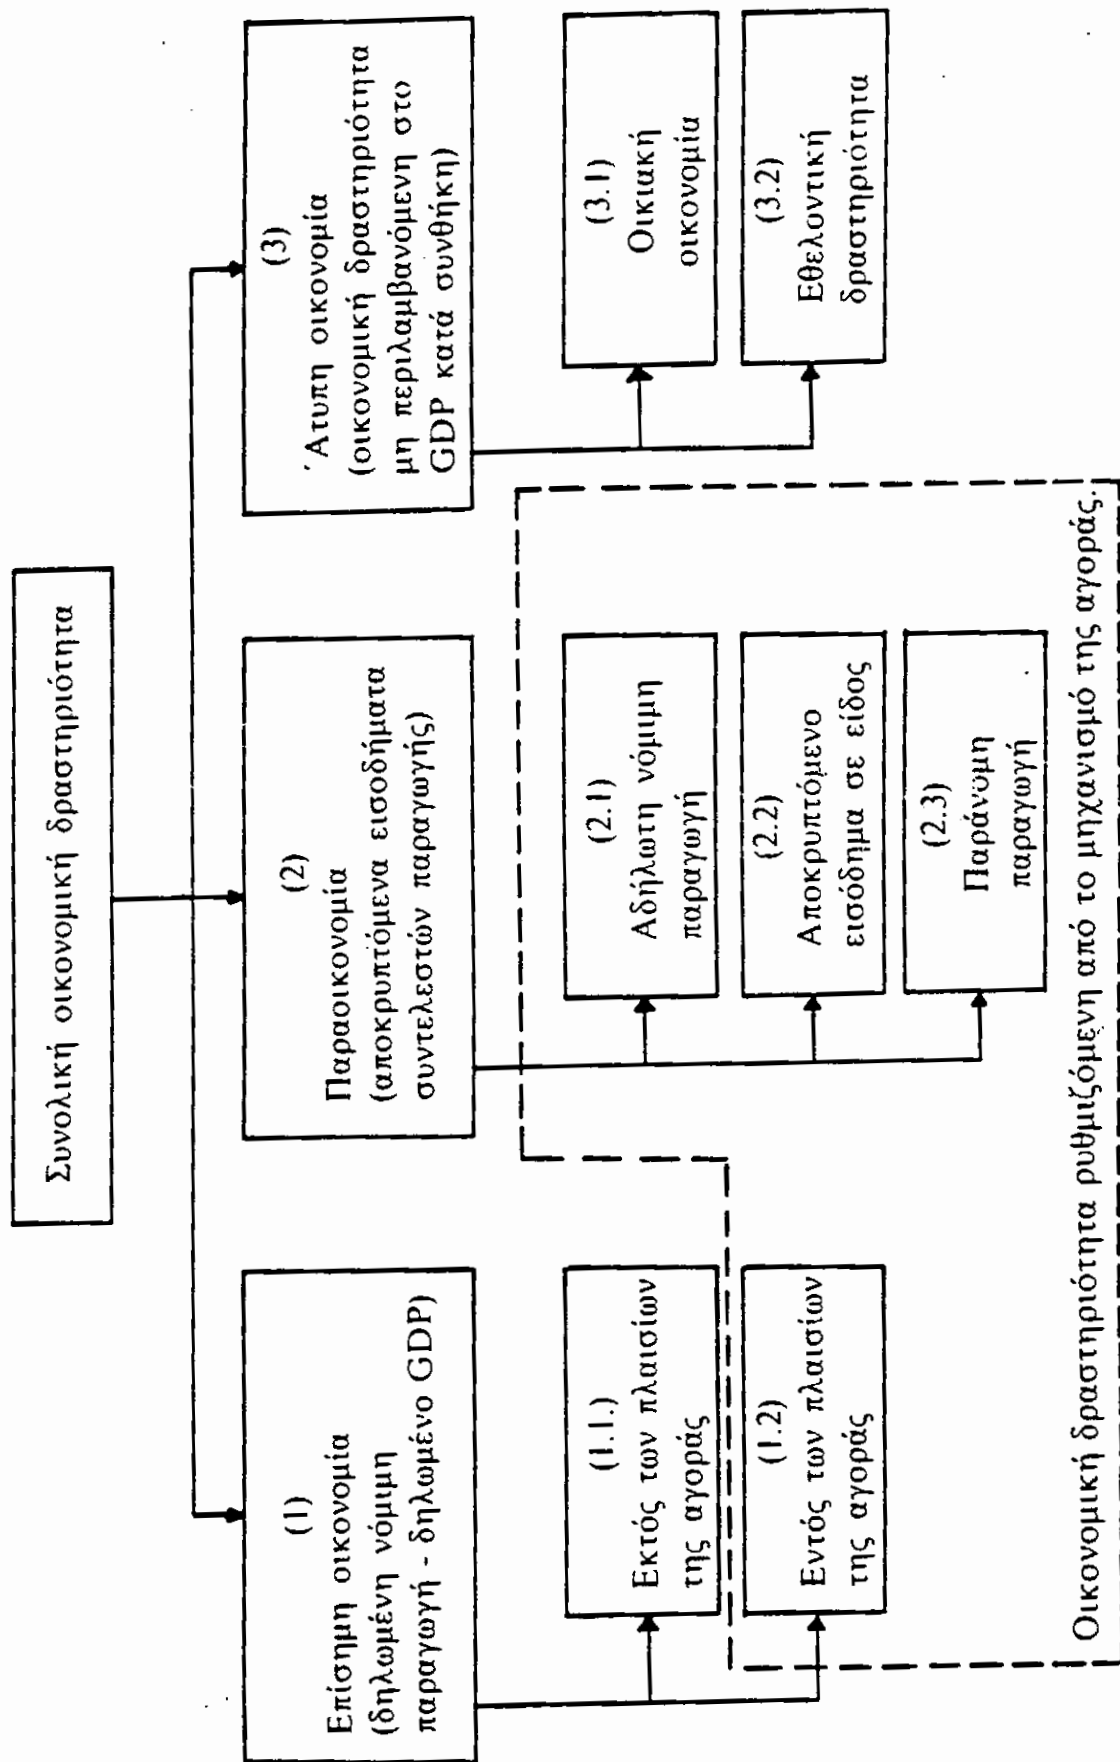 Συνολική οικονομική δραστηριότητα
(1)
Επίσημη οικονομία
(δηλωμένη νόμιμη
παραγωγή - δηλωμένο GDP)
(2)
Παραοικονομία
(αποκρυπτόμενα εισοδήματα
συντελεστών παραγωγής)
(3)
Άτυπη οικονομία
(οικονομική δραστηριότητα
μη περιλαμβανόμενη στο
GDP κατά συνθήκη)
(1.1.)
Εκτός των πλαισίων
της αγοράς
(1.2)
Εντός των πλαισίων
της αγοράς
(2.1)
Αδήλωτη νόμιμη
παραγωγή
(2.2)
Αποκρυπτόμενο
εισόδημα σε είδος
(2.3)
Παράνομη
παραγωγή
(3.1)
Οικιακή
οικονομία
(3.2)
Εθελοντική
δραστηριότητα
Οικονομική δραστηριότητα ρυθμιζόμενη από το μηχανισμό της αγοράς.